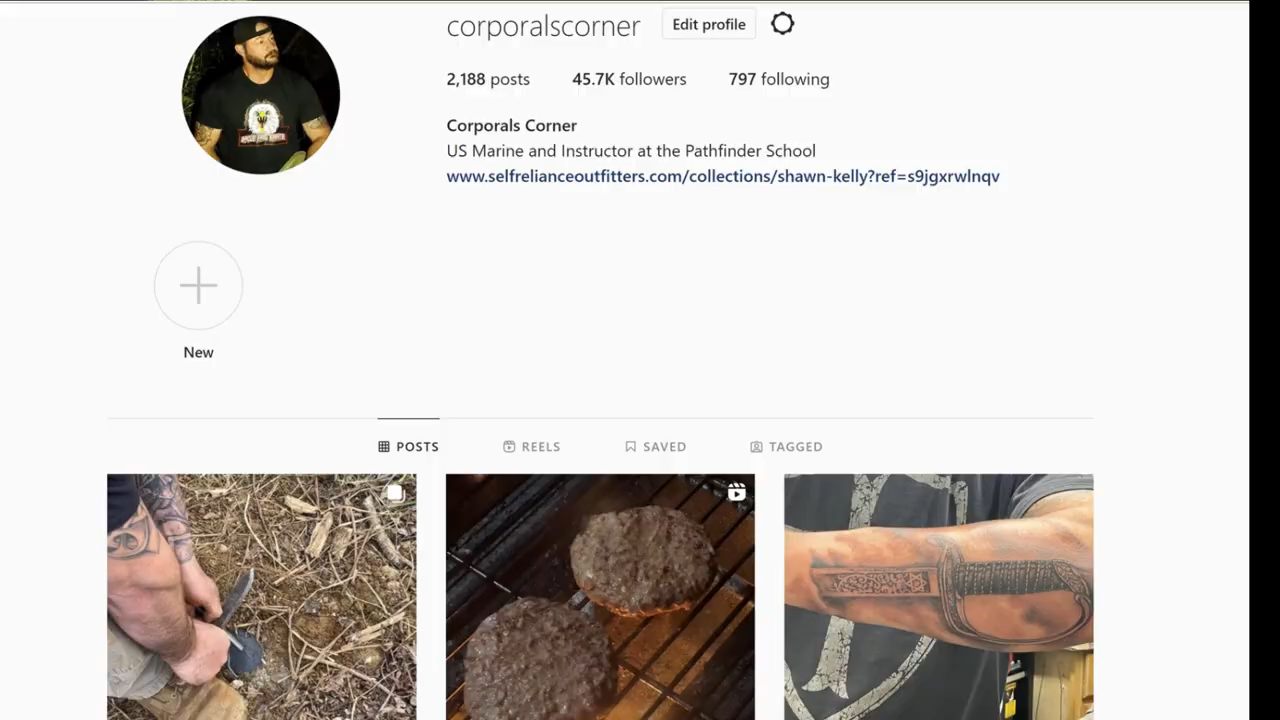 corporalscorner Edit profile
2,188 posts 45.7K followers 797 following
Corporals Corner
US Marine and Instructor at the Pathfinder School
www.selfrelianceoutfitters.com/collections/shawn-kelly?ref=s9jgxrwlnqv
New
POSTS REELS SAVED TAGGED